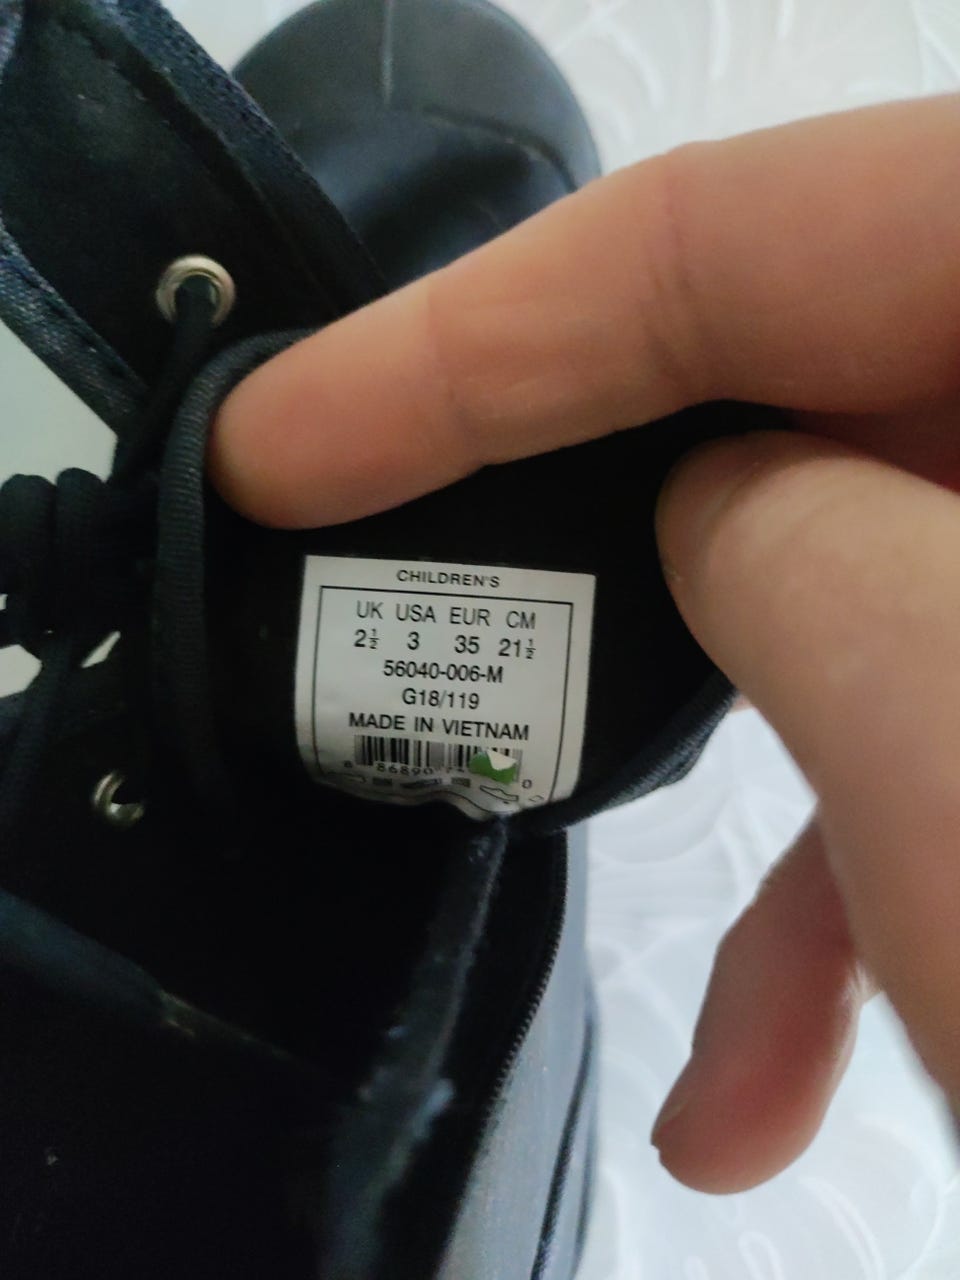 CHILDREN'S
UK USA EUR CM
2½ 3 35 21½
56040-006-M
G18/119
MADE IN VIETNAM